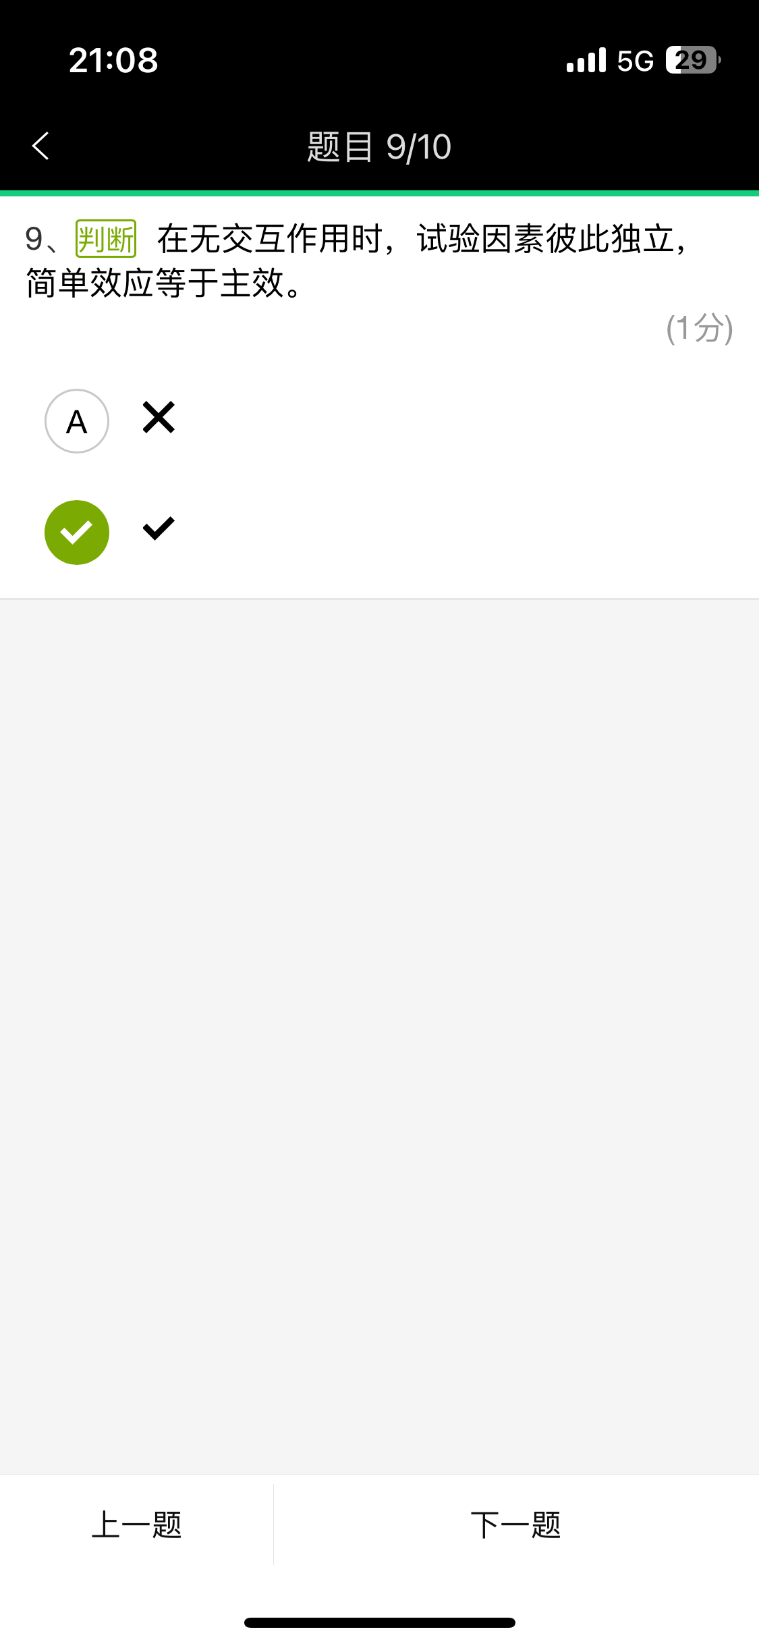 21:08 5G 29
题目 9/10
9、判断 在无交互作用时，试验因素彼此独立，
简单效应等于主效。
(1分)
A
上一题 下一题